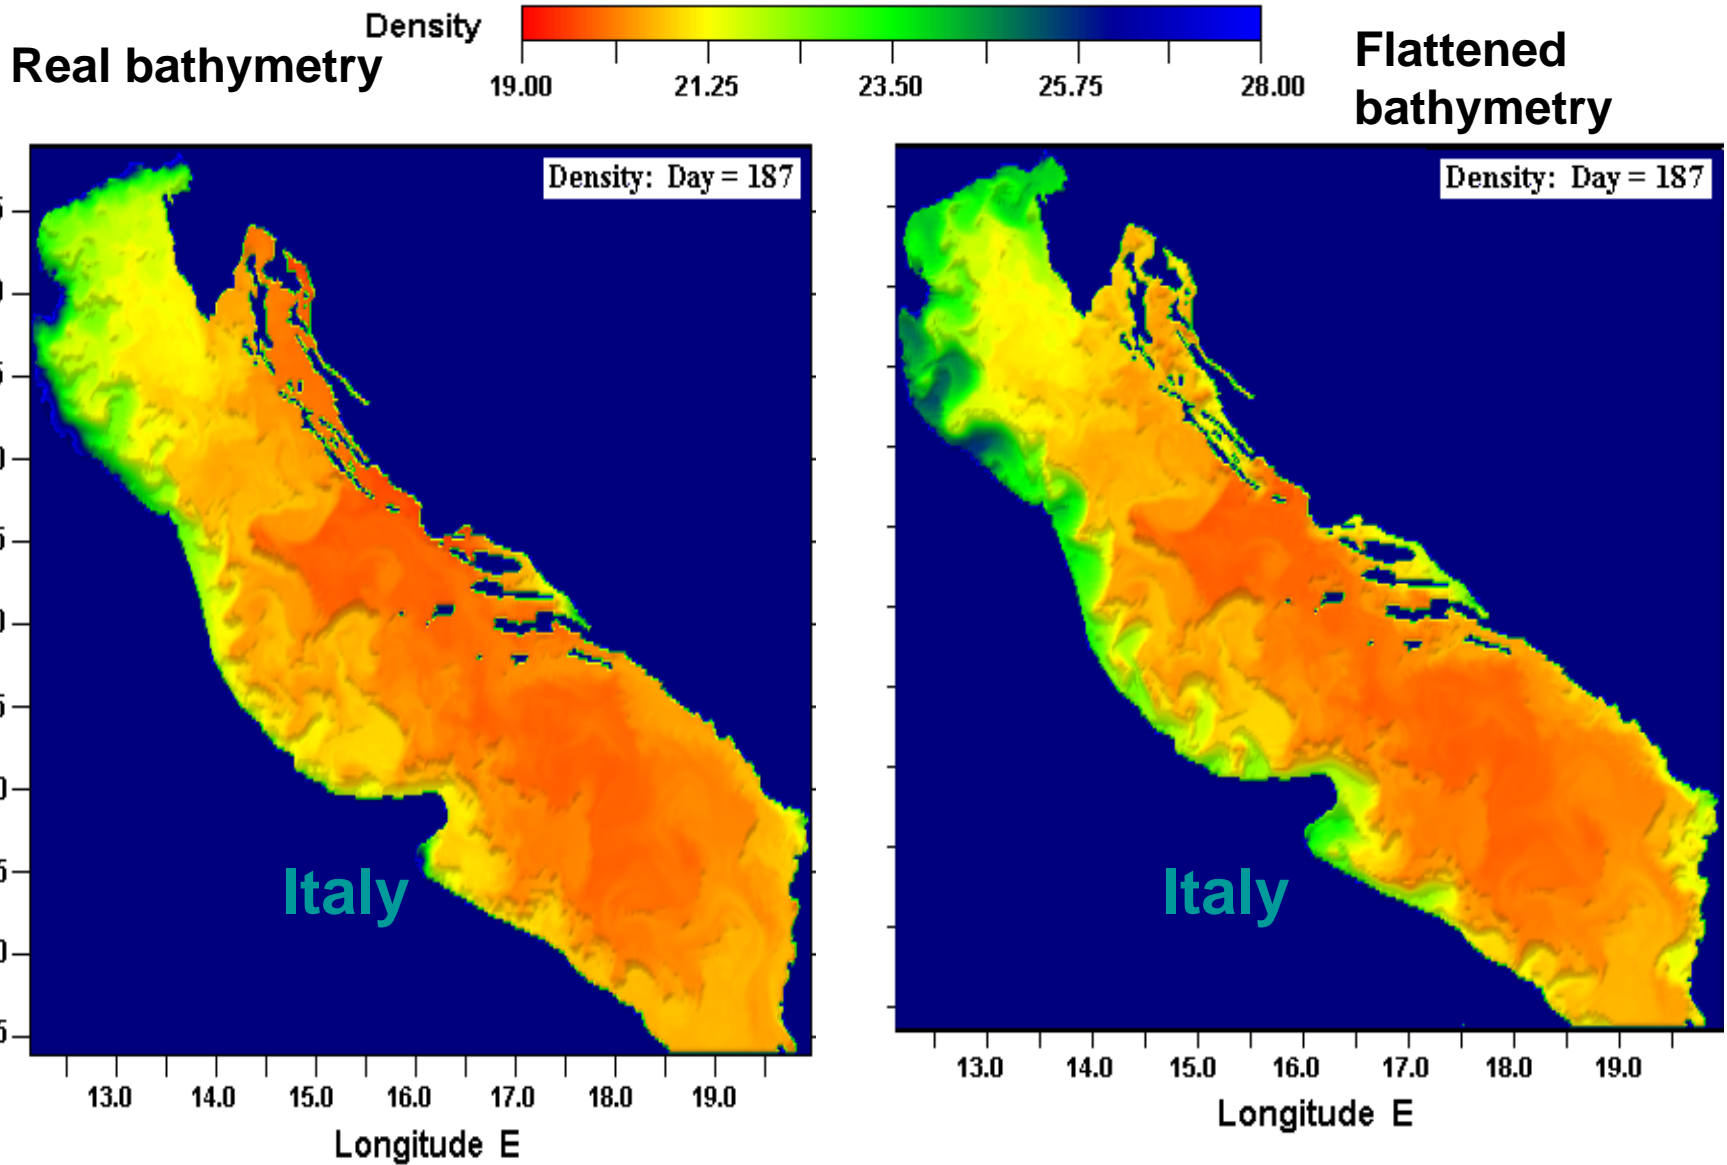 Density
Real bathymetry
Flattened
bathymetry
19.00 21.25 23.50 25.75 28.00
Density: Day = 187
Density: Day = 187
Italy
Italy
13.0 14.0 15.0 16.0 17.0 18.0 19.0
Longitude E
13.0 14.0 15.0 16.0 17.0 18.0 19.0
Longitude E